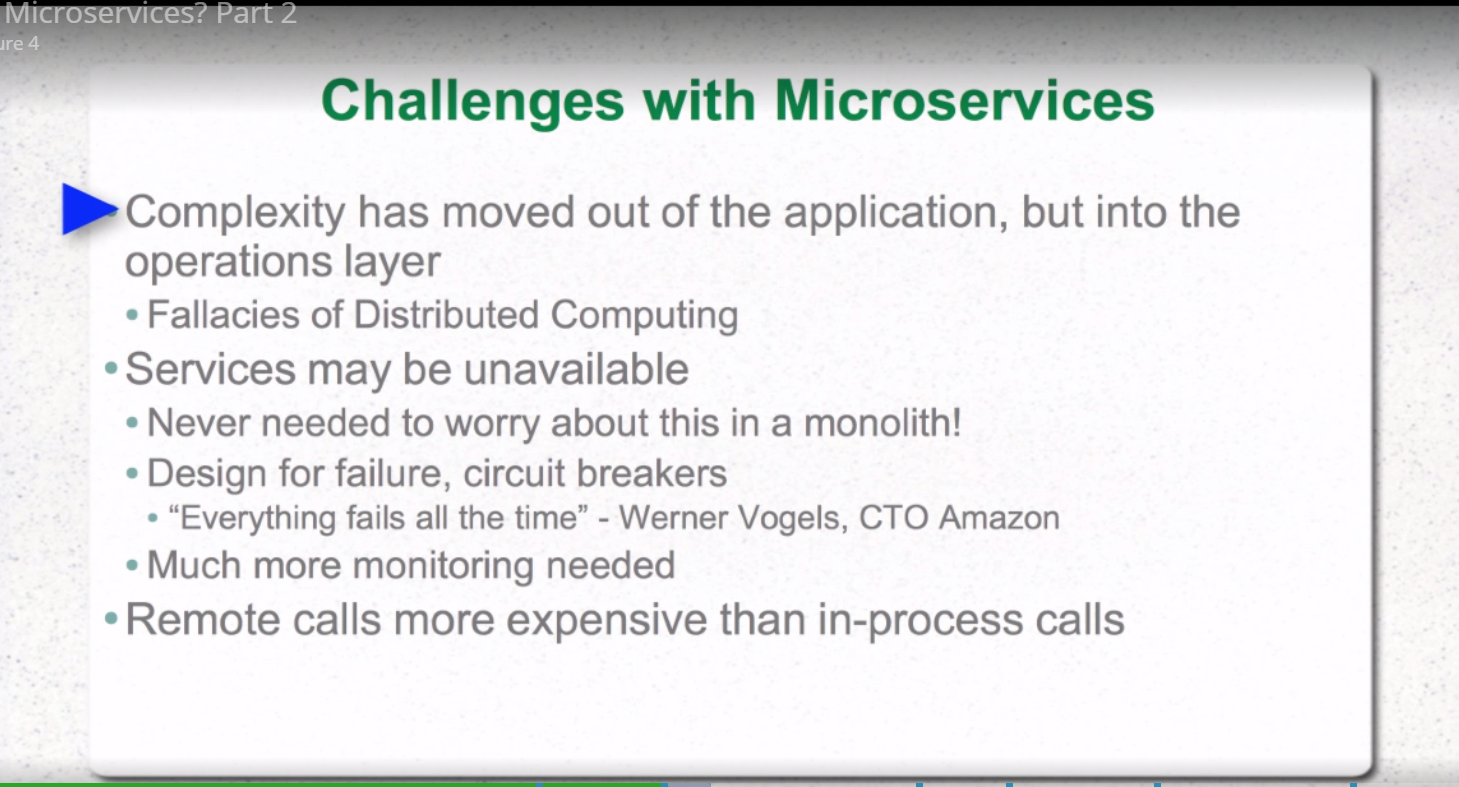 Microservices? Part 2
ure 4
Challenges with Microservices
Complexity has moved out of the application, but into the
operations layer
• Fallacies of Distributed Computing
• Services may be unavailable
• Never needed to worry about this in a monolith!
• Design for failure, circuit breakers
• “Everything fails all the time” - Werner Vogels, CTO Amazon
• Much more monitoring needed
• Remote calls more expensive than in-process calls